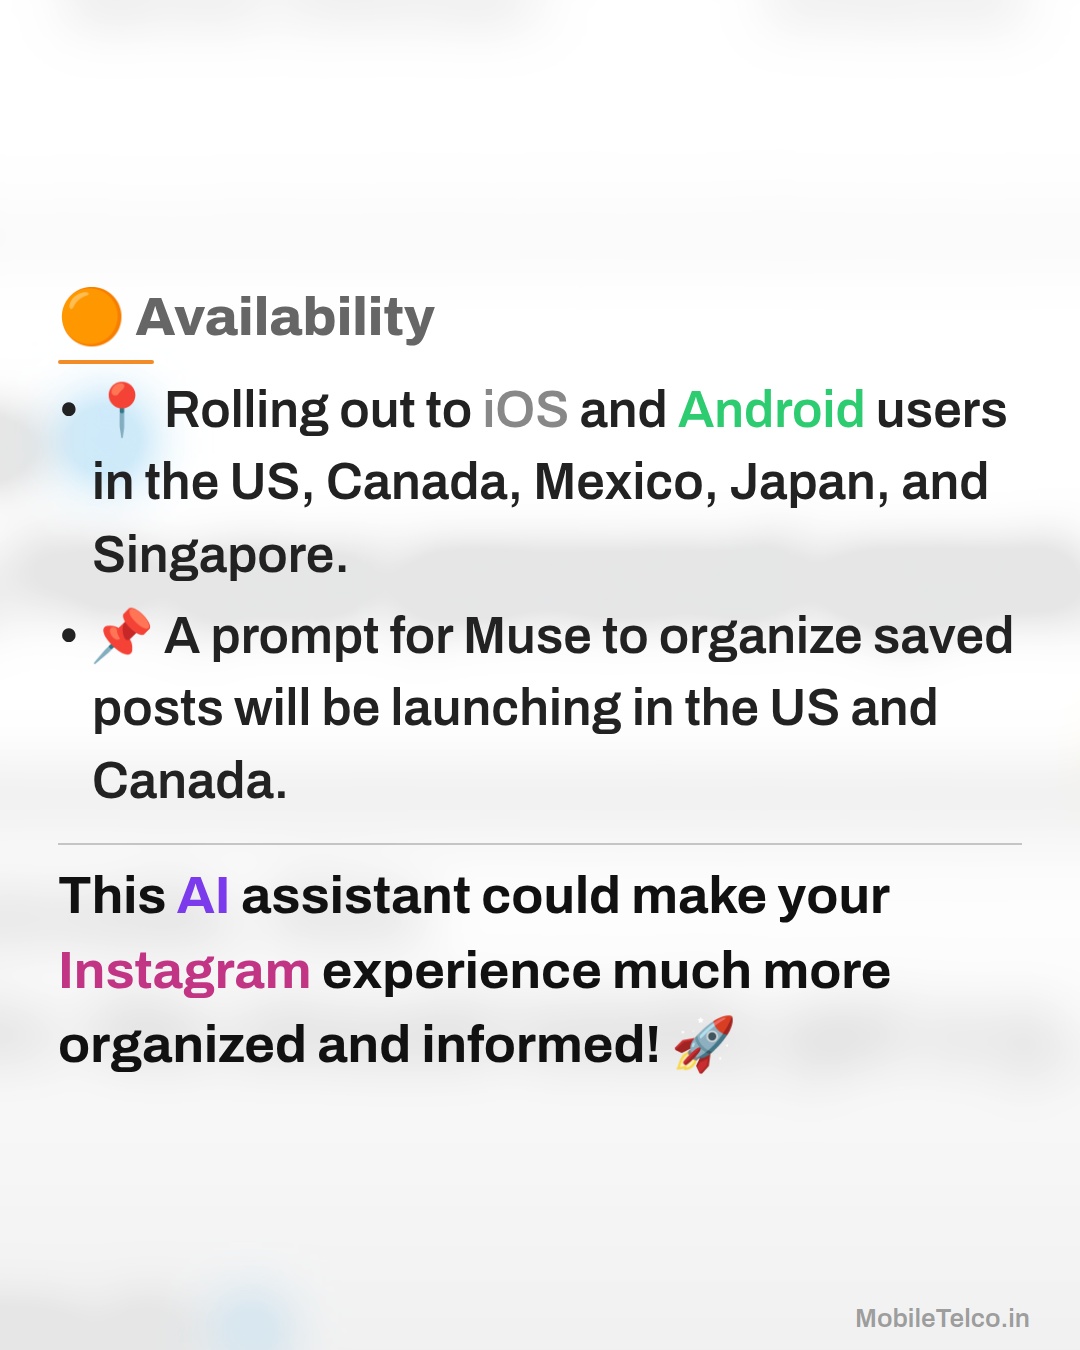 🟠 Availability
• 📍 Rolling out to iOS and Android users
in the US, Canada, Mexico, Japan, and
Singapore.
• 📌 A prompt for Muse to organize saved
posts will be launching in the US and
Canada.
This AI assistant could make your
Instagram experience much more
organized and informed! 🚀
MobileTelco.in